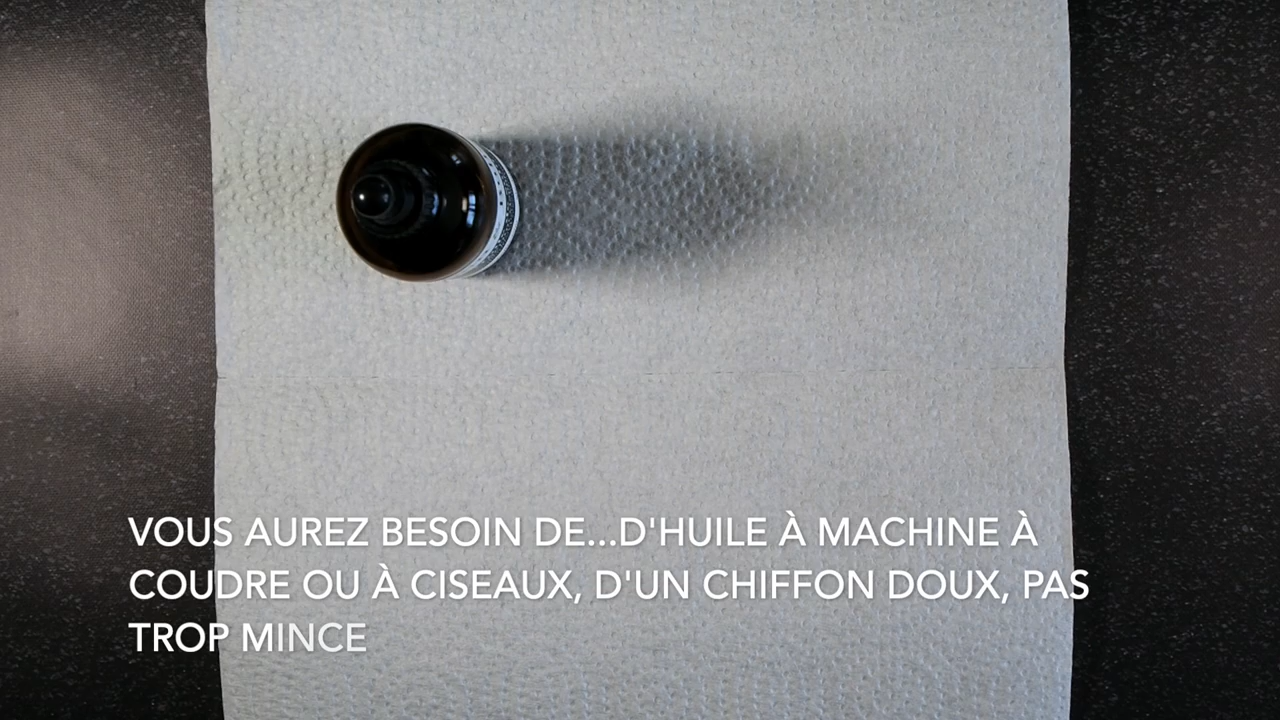 VOUS AUREZ BESOIN DE...D'HUILE À MACHINE À
COUDRE OU À CISEAUX, D'UN CHIFFON DOUX, PAS
TROP MINCE